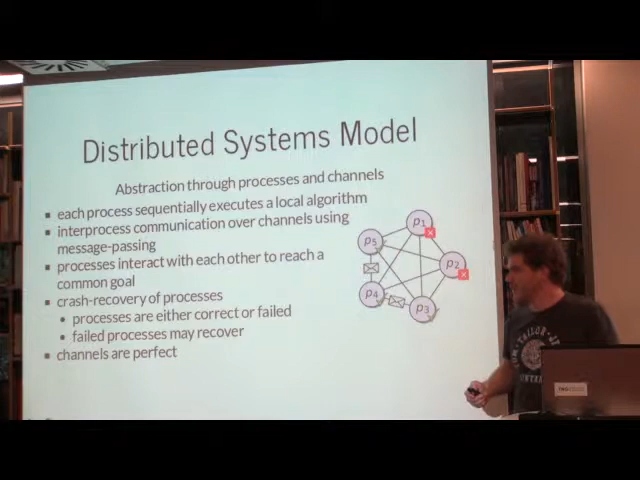 Distributed Systems Model
Abstraction through processes and channels
each process sequentially executes a local algorithm
interprocess communication over channels using
message-passing
processes interact with each other to reach a
common goal
crash-recovery of processes
processes are either correct or failed
failed processes may recover
channels are perfect
p1
p5
p2
p4
p3
TOM TAILOR